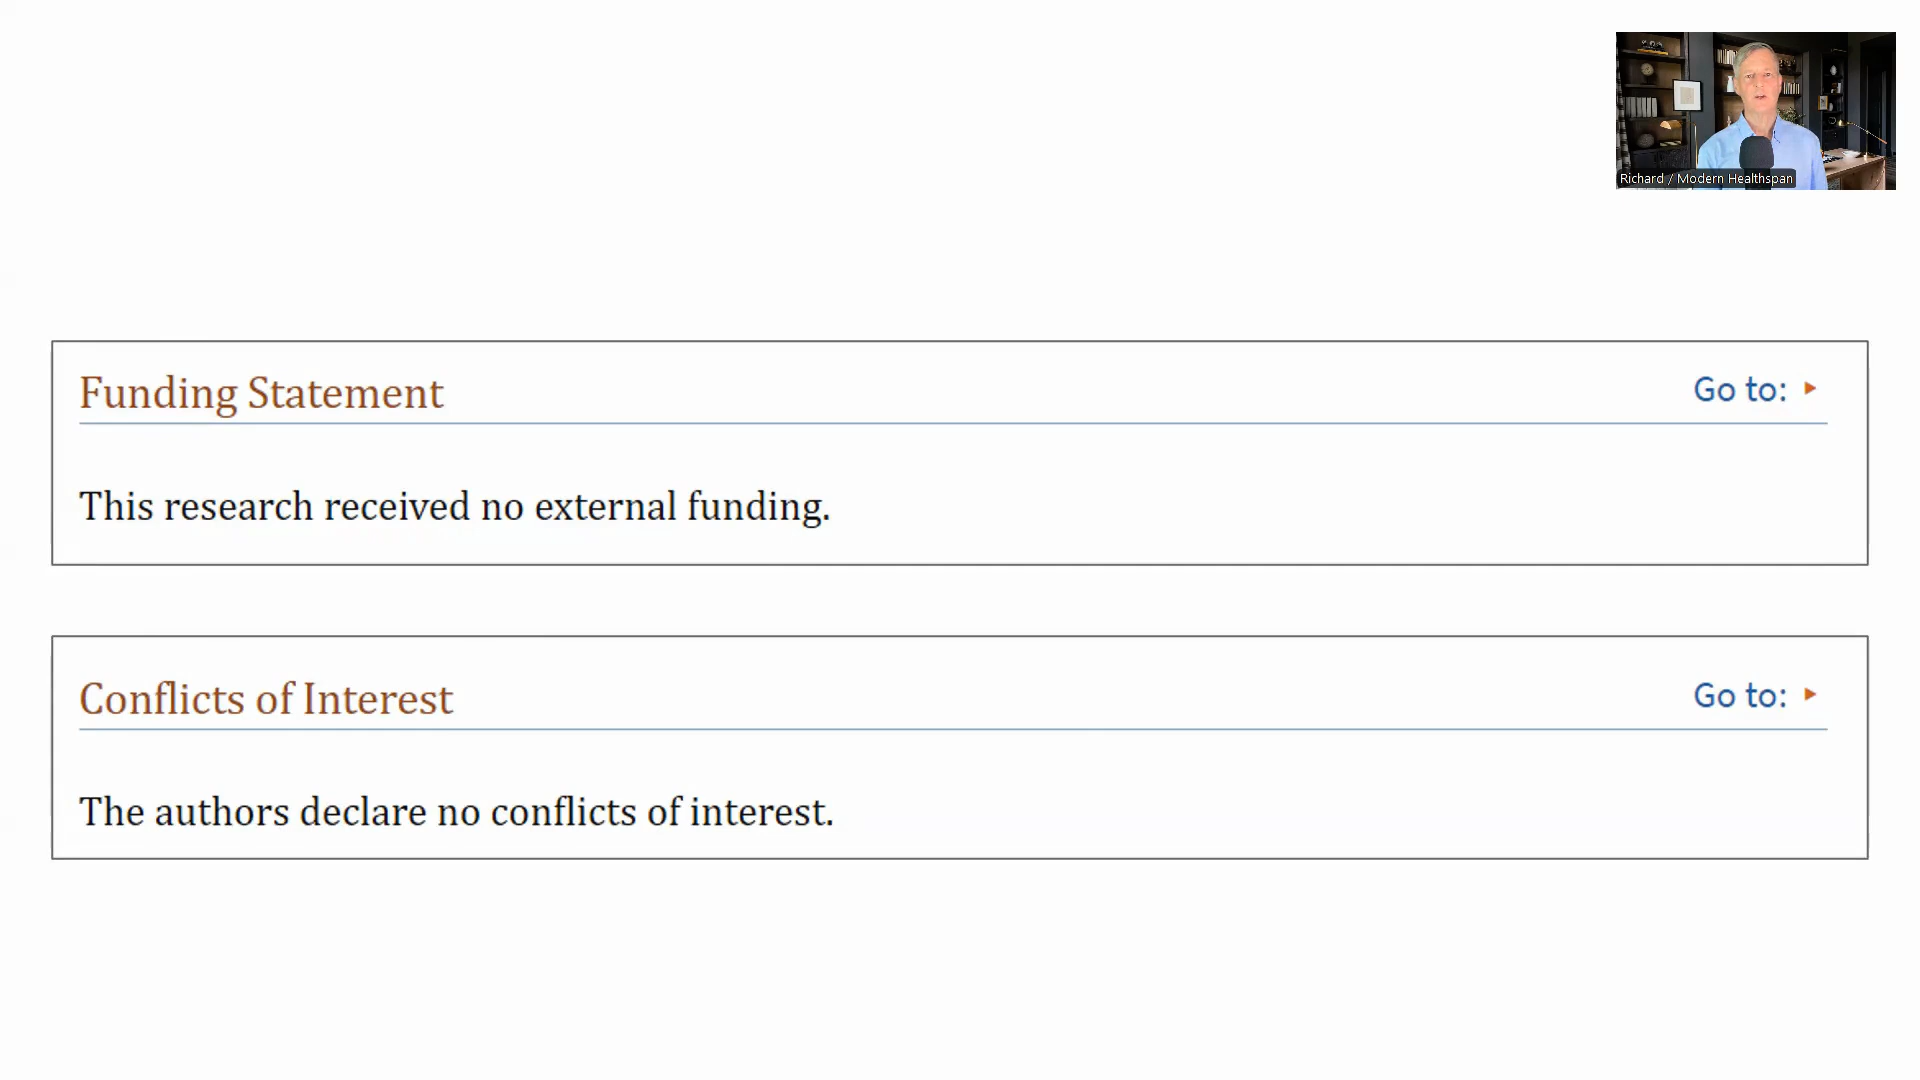 Richard / Modern Healthspan
Funding Statement
Go to:
This research received no external funding.
Conflicts of Interest
Go to:
The authors declare no conflicts of interest.